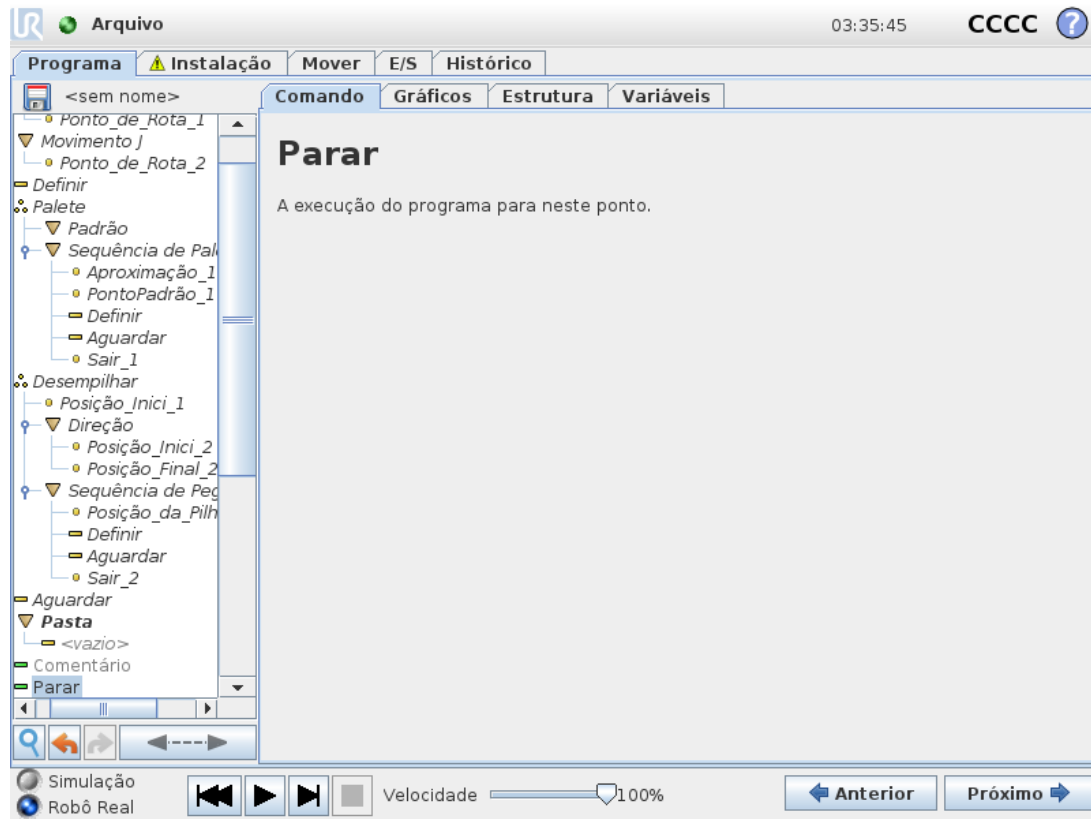 UR Arquivo 03:35:45 CCCC ?
Programa Instalação Mover E/S Histórico
<sem nome> Comando Gráficos Estrutura Variáveis
Ponto_de_Rota_1
Movimento J
Ponto_de_Rota_2
Definir
Palete
Padrão
Sequência de Pal
Aproximação_1
PontoPadrão_1
Definir
Aguardar
Sair_1
Desempilhar
Posição_Inici_1
Direção
Posição_Inici_2
Posição_Final_2
Sequência de Peg
Posição_da_Pilh
Definir
Aguardar
Sair_2
Aguardar
Pasta
<vazio>
Comentário
Parar
Parar
A execução do programa para neste ponto.
Simulação
Robô Real
Velocidade 100%
Anterior Próximo